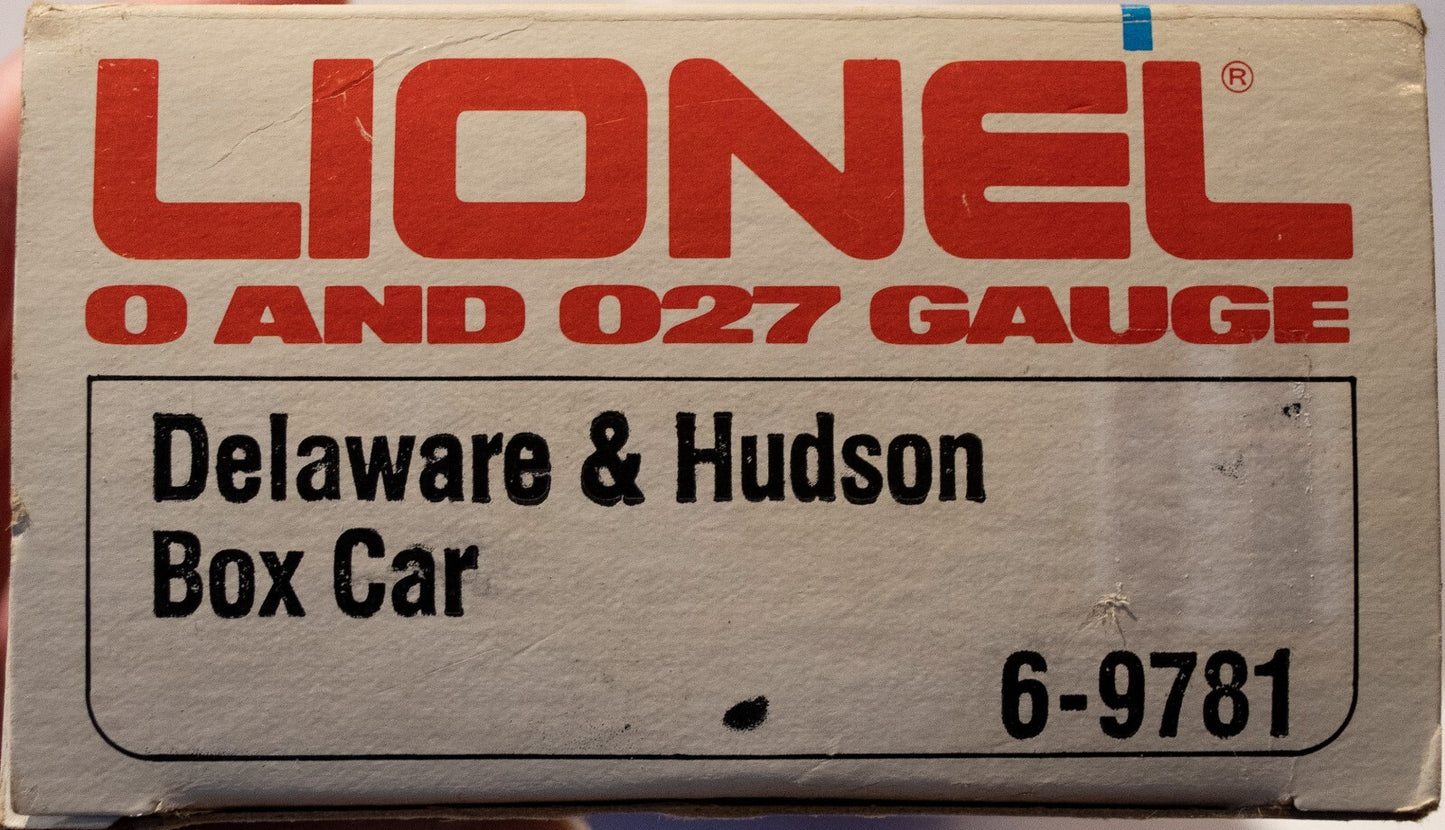 LIONEL®
O AND O27 GAUGE
Delaware & Hudson
Box Car
6-9781